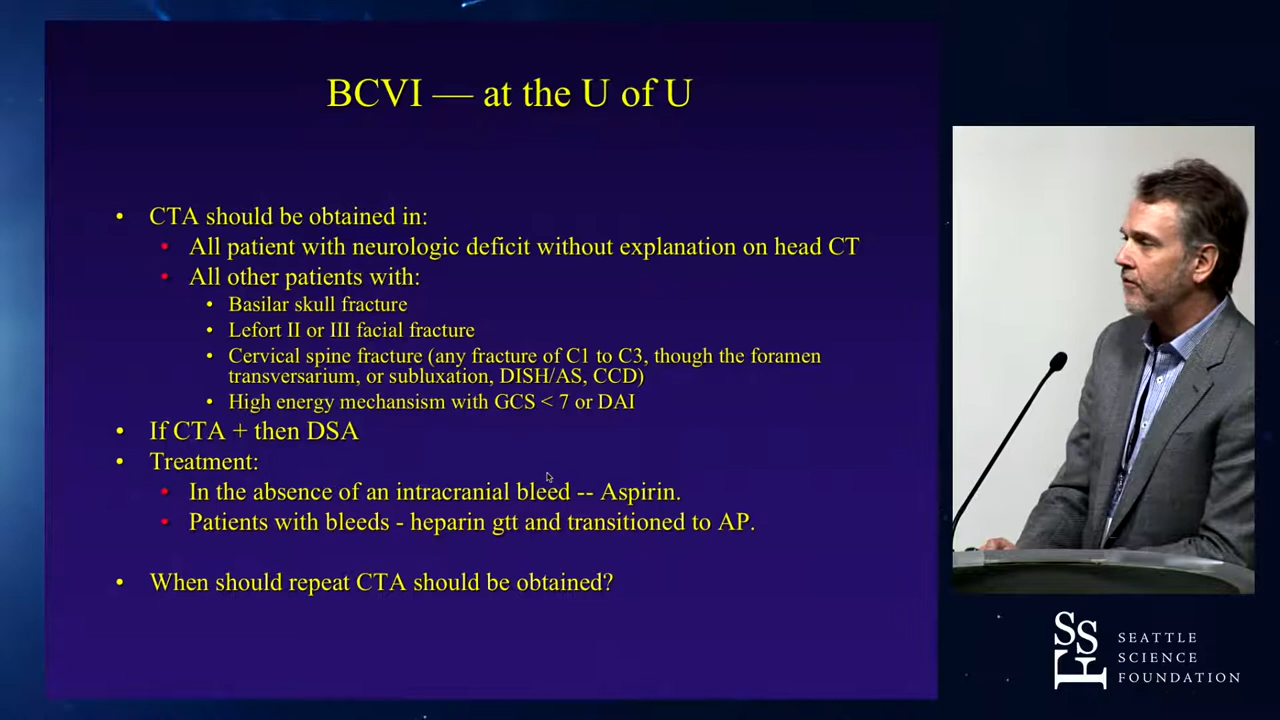 BCVI — at the U of U
• CTA should be obtained in:
• All patient with neurologic deficit without explanation on head CT
• All other patients with:
• Basilar skull fracture
• Lefort II or III facial fracture
• Cervical spine fracture (any fracture of C1 to C3, though the foramen
transversarium, or subluxation, DISH/AS, CCD)
• High energy mechansism with GCS < 7 or DAI
• If CTA + then DSA
• Treatment:
• In the absence of an intracranial bleed -- Aspirin.
• Patients with bleeds - heparin gtt and transitioned to AP.
• When should repeat CTA should be obtained?
SSF
SEATTLE
SCIENCE
FOUNDATION